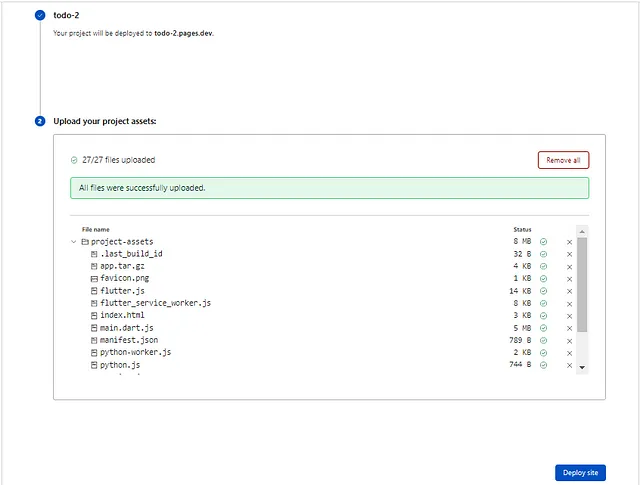 todo-2
Your project will be deployed to todo-2.pages.dev.
2 Upload your project assets:
27/27 files uploaded
Remove all
All files were successfully uploaded.
File name Status
project-assets 8 MB
.last_build_id 32 B
app.tar.gz 4 KB
favicon.png 1 KB
flutter.js 14 KB
flutter_service_worker.js 8 KB
index.html 3 KB
main.dart.js 5 MB
manifest.json 789 B
python-worker.js 2 KB
python.js 744 B
Deploy site